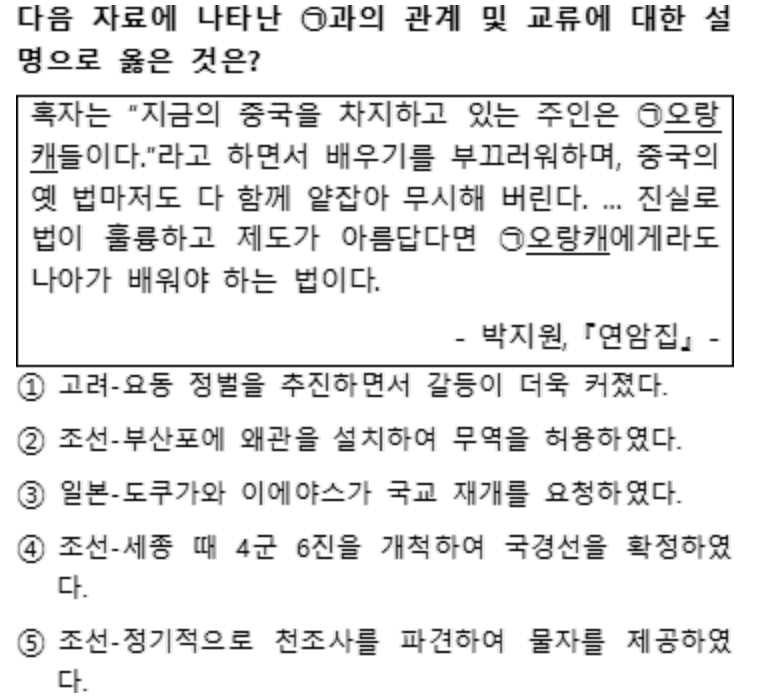 다음 자료에 나타난 ㉠과의 관계 및 교류에 대한 설
명으로 옳은 것은?
혹자는 "지금의 중국을 차지하고 있는 주인은 ㉠오랑
캐들이다."라고 하면서 배우기를 부끄러워하며, 중국의
옛 법마저도 다 함께 얕잡아 무시해 버린다. ... 진실로
법이 훌륭하고 제도가 아름답다면 ㉠오랑캐에게라도
나아가 배워야 하는 법이다.
- 박지원, 『연암집』 -
① 고려-요동 정벌을 추진하면서 갈등이 더욱 커졌다.
② 조선-부산포에 왜관을 설치하여 무역을 허용하였다.
③ 일본-도쿠가와 이에야스가 국교 재개를 요청하였다.
④ 조선-세종 때 4군 6진을 개척하여 국경선을 확정하였
다.
⑤ 조선-정기적으로 천조사를 파견하여 물자를 제공하였
다.